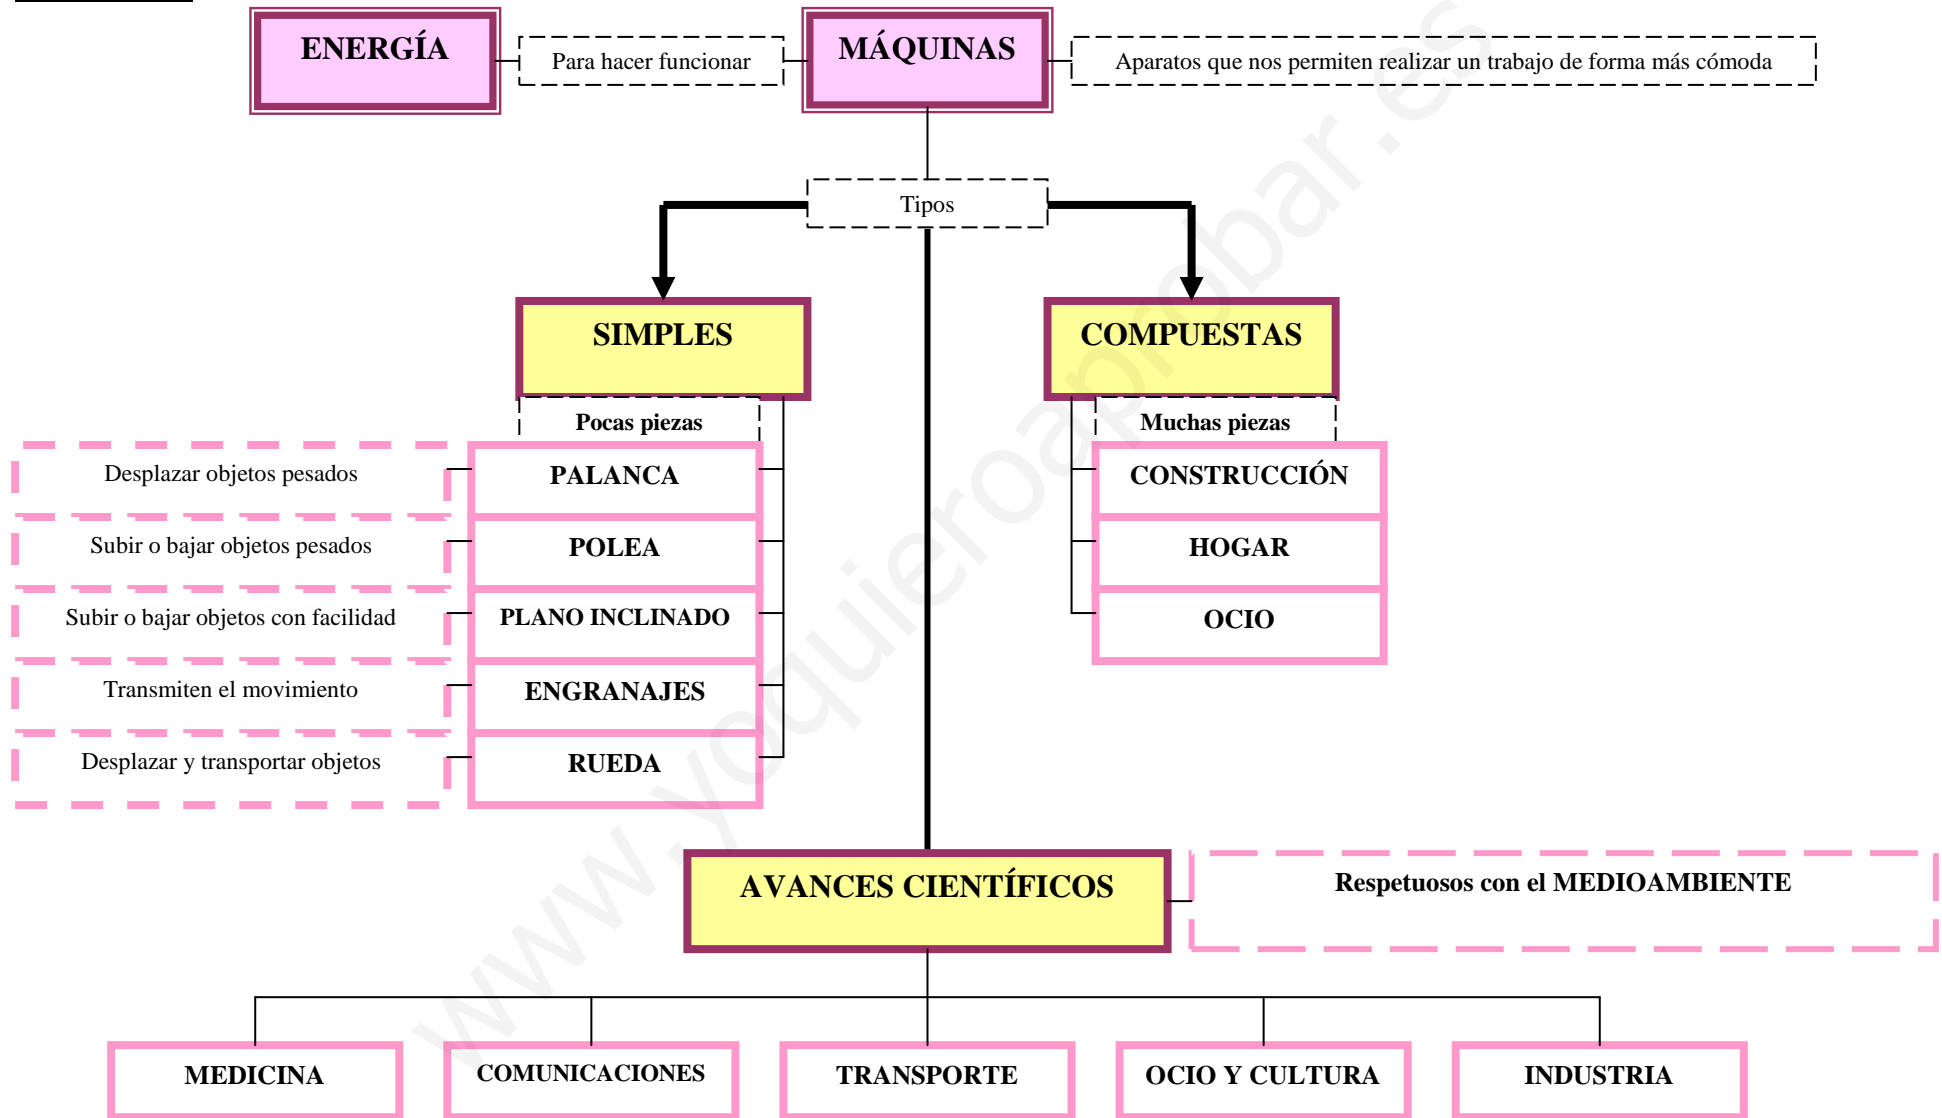 ENERGÍA
Para hacer funcionar
MÁQUINAS
Aparatos que nos permiten realizar un trabajo de forma más cómoda
Tipos
SIMPLES
COMPUESTAS
Pocas piezas
Muchas piezas
Desplazar objetos pesados
PALANCA
CONSTRUCCIÓN
Subir o bajar objetos pesados
POLEA
HOGAR
Subir o bajar objetos con facilidad
PLANO INCLINADO
OCIO
Transmiten el movimiento
ENGRANAJES
Desplazar y transportar objetos
RUEDA
AVANCES CIENTÍFICOS
Respetuosos con el MEDIOAMBIENTE
MEDICINA
COMUNICACIONES
TRANSPORTE
OCIO Y CULTURA
INDUSTRIA
www.yoquieroaprobar.es